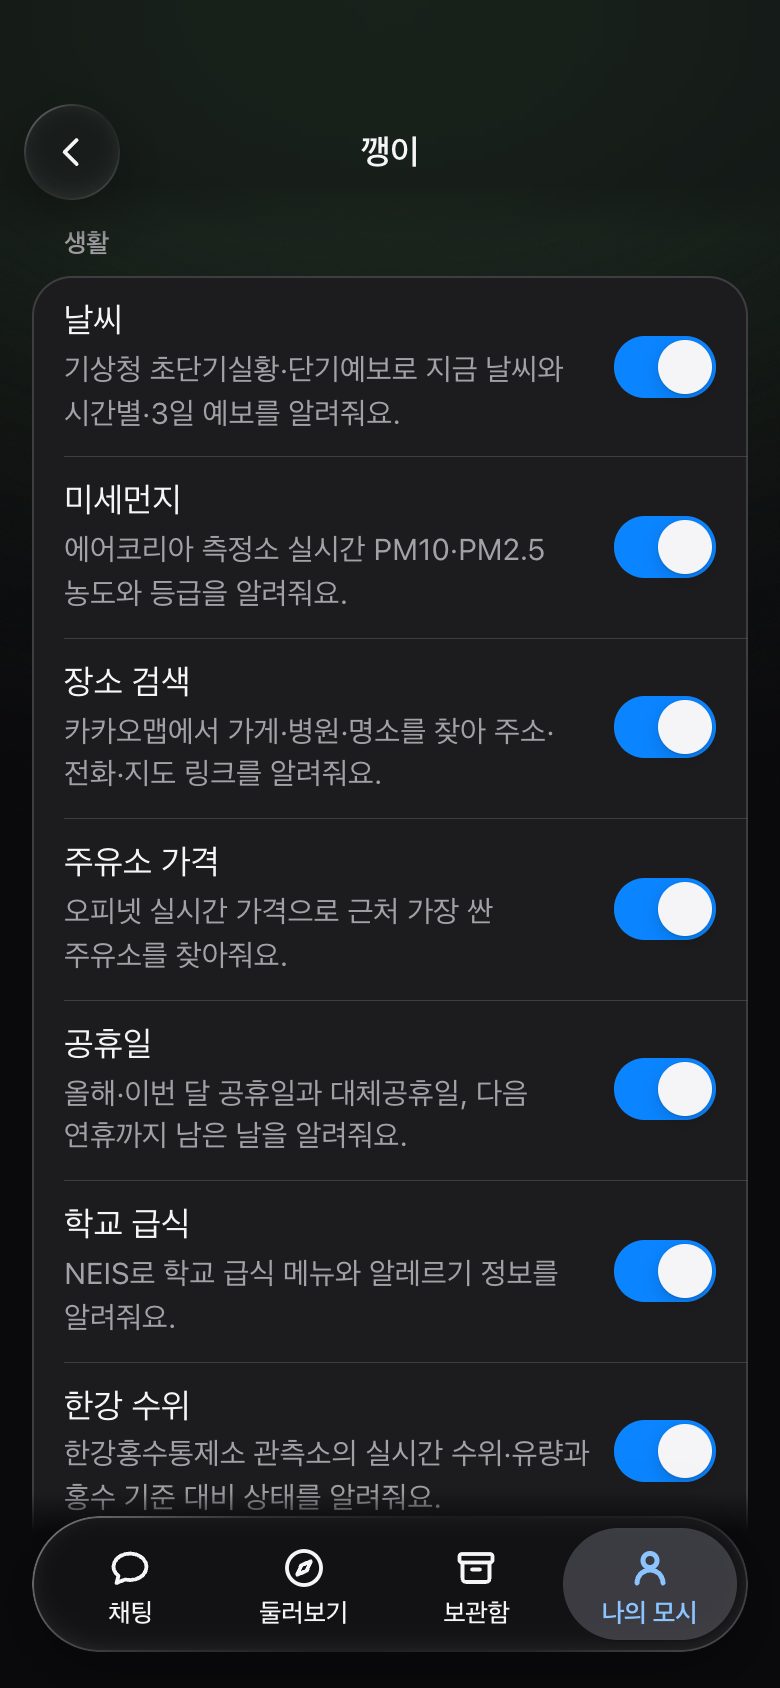 깽이
생활
날씨
기상청 초단기실황·단기예보로 지금 날씨와
시간별·3일 예보를 알려줘요.
미세먼지
에어코리아 측정소 실시간 PM10·PM2.5
농도와 등급을 알려줘요.
장소 검색
카카오맵에서 가게·병원·명소를 찾아 주소·
전화·지도 링크를 알려줘요.
주유소 가격
오피넷 실시간 가격으로 근처 가장 싼
주유소를 찾아줘요.
공휴일
올해·이번 달 공휴일과 대체공휴일, 다음
연휴까지 남은 날을 알려줘요.
학교 급식
NEIS로 학교 급식 메뉴와 알레르기 정보를
알려줘요.
한강 수위
한강홍수통제소 관측소의 실시간 수위·유량과
홍수 기준 대비 상태를 알려줘요.
채팅
둘러보기
보관함
나의 모시